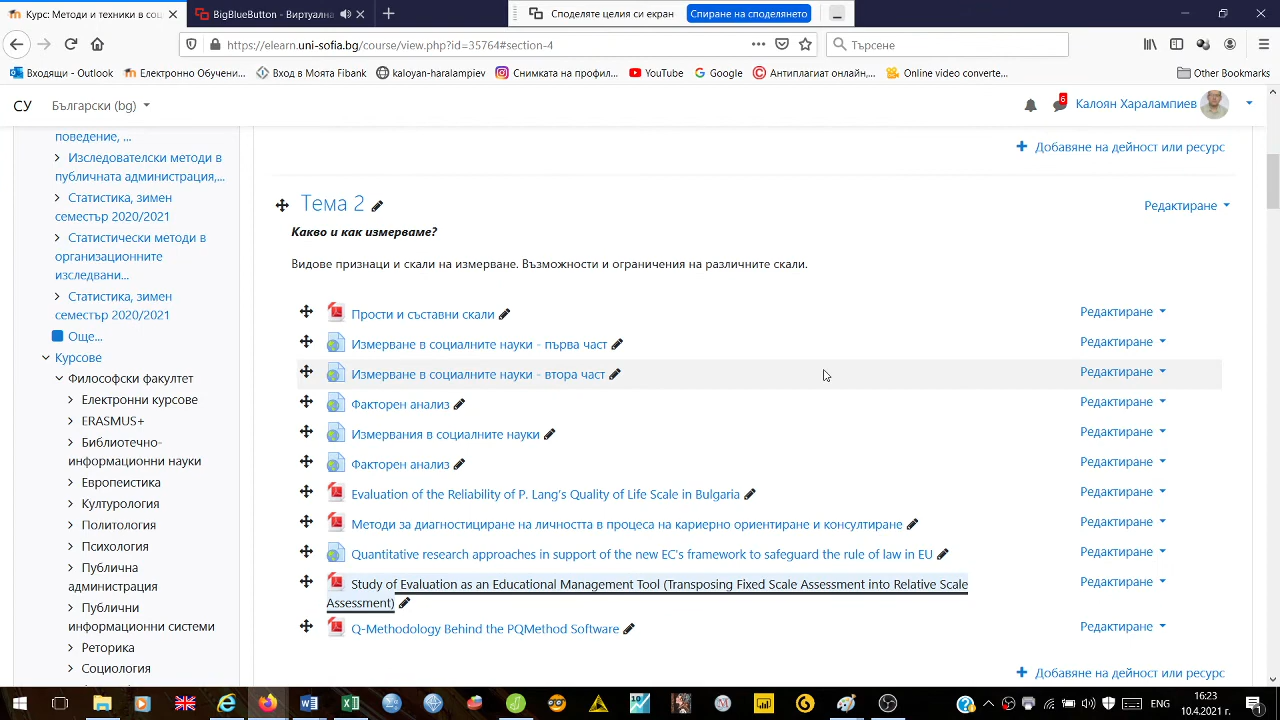 Курс: Методи и техники в соц
BigBlueButton - Виртуална
Споделяте целия си екран
Спиране на споделянето
https://elearn.uni-sofia.bg/course/view.php?id=35764#section-4
Търсене
Входящи - Outlook
Електронно Обучени...
Вход в Моята Fibank
kaloyan-haralampiev
Снимката на профил...
YouTube
Google
Антиплагиат онлайн,...
Online video converte...
Other Bookmarks
СУ
Български (bg)
6
Калоян Харалампиев
поведение, ...
Изследователски методи в
публичната администрация,...
Статистика, зимен
семестър 2020/2021
Статистически методи в
организационните
изследвани...
Статистика, зимен
семестър 2020/2021
Още...
Курсове
Философски факултет
Електронни курсове
ERASMUS+
Библиотечно-
информационни науки
Европеистика
Културология
Политология
Психология
Публична
администрация
Публични
информационни системи
Реторика
Социология
Добавяне на дейност или ресурс
Тема 2
Редактиране
Какво и как измерваме?
Видове признаци и скали на измерване. Възможности и ограничения на различните скали.
Прости и съставни скали
Редактиране
Измерване в социалните науки - първа част
Редактиране
Измерване в социалните науки - втора част
Редактиране
Факторен анализ
Редактиране
Измервания в социалните науки
Редактиране
Факторен анализ
Редактиране
Evaluation of the Reliability of P. Lang's Quality of Life Scale in Bulgaria
Редактиране
Методи за диагностициране на личността в процеса на кариерно ориентиране и консултиране
Редактиране
Quantitative research approaches in support of the new EC's framework to safeguard the rule of law in EU
Редактиране
Study of Evaluation as an Educational Management Tool (Transposing Fixed Scale Assessment into Relative Scale
Assessment)
Редактиране
Q-Methodology Behind the PQMethod Software
Редактиране
Добавяне на дейност или ресурс
ENG
16:23
10.4.2021 г.